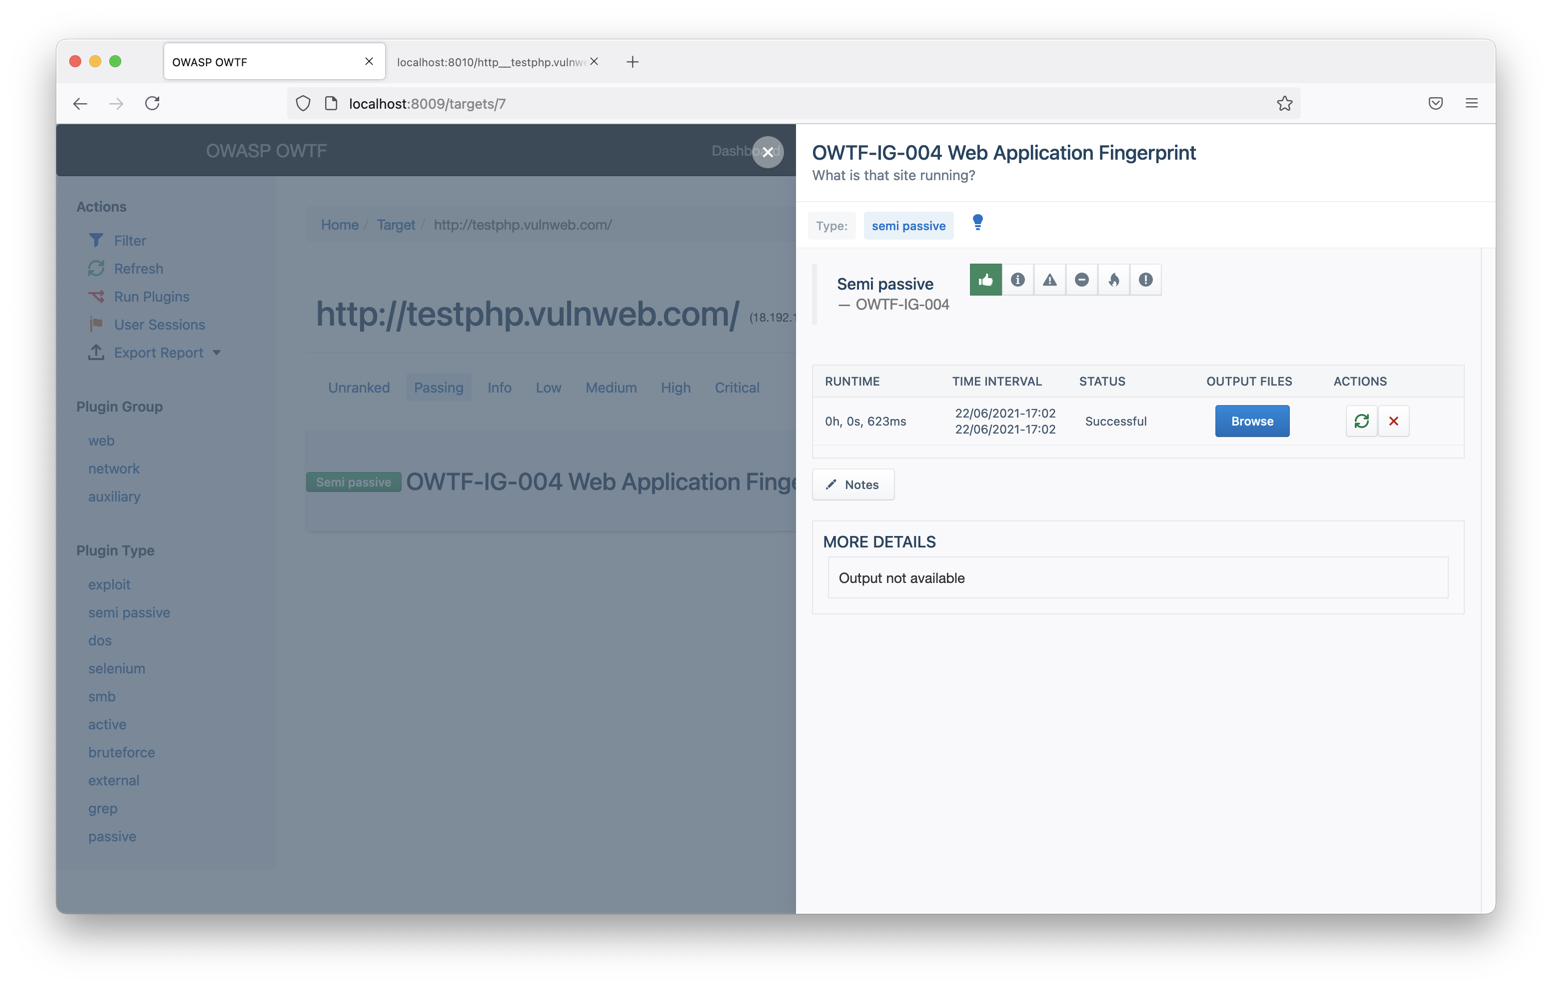 OWASP OWTF
localhost:8010/http__testphp.vulnw
localhost:8009/targets/7
OWASP OWTF
Dashboard
Actions
Filter
Refresh
Run Plugins
User Sessions
Export Report
Plugin Group
web
network
auxiliary
Plugin Type
exploit
semi passive
dos
selenium
smb
active
bruteforce
external
grep
passive
Home / Target / http://testphp.vulnweb.com/
http://testphp.vulnweb.com/ (18.192.1
Unranked Passing Info Low Medium High Critical
Semi passive OWTF-IG-004 Web Application Finge
OWTF-IG-004 Web Application Fingerprint
What is that site running?
Type: semi passive
Semi passive
— OWTF-IG-004
RUNTIME TIME INTERVAL STATUS OUTPUT FILES ACTIONS
0h, 0s, 623ms 22/06/2021-17:02 Successful Browse
22/06/2021-17:02
Notes
MORE DETAILS
Output not available